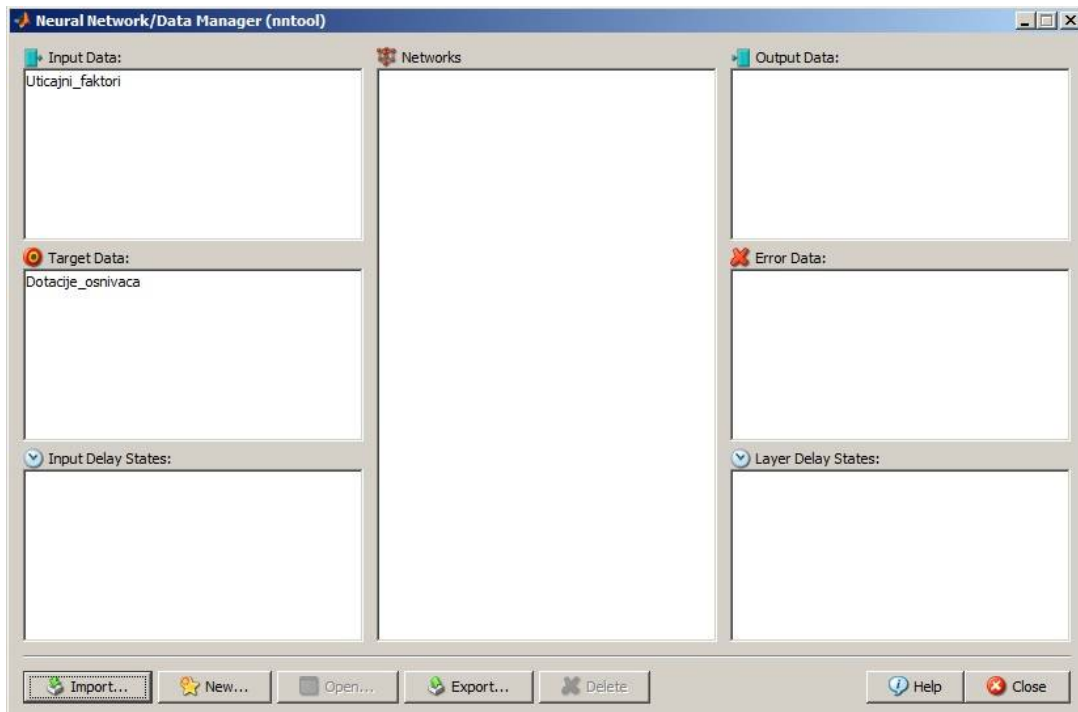 Neural Network/Data Manager (nntool)
Input Data:
Uticajni_faktori
Networks
Output Data:
Target Data:
Dotacije_osnivaca
Error Data:
Input Delay States:
Layer Delay States:
Import...
New...
Open...
Export...
Delete
Help
Close